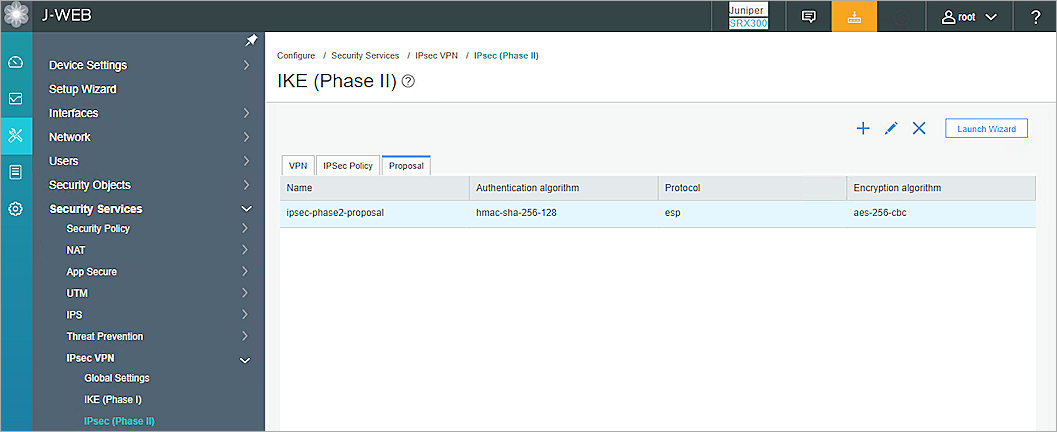 J-WEB
Juniper
SRX300
root
?
Device Settings
Setup Wizard
Interfaces
Network
Users
Security Objects
Security Services
Security Policy
NAT
App Secure
UTM
IPS
Threat Prevention
IPsec VPN
Global Settings
IKE (Phase I)
IPsec (Phase II)
Configure / Security Services / IPsec VPN / IPsec (Phase II)
IKE (Phase II) ?
Launch Wizard
VPN IPSec Policy Proposal
Name Authentication algorithm Protocol Encryption algorithm
ipsec-phase2-proposal hmac-sha-256-128 esp aes-256-cbc